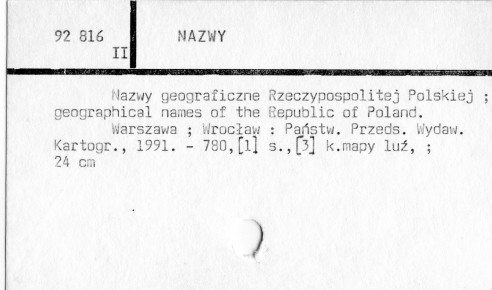 92 816 NAZWY
II
Nazwy geograficzne Rzeczypospolitej Polskiej ;
geographical names of the Republic of Poland.
Warszawa ; Wrocław : Państw. Przeds. Wydaw.
Kartogr., 1991. - 780,[1] s.,[3] k.mapy luź, ;
24 cm